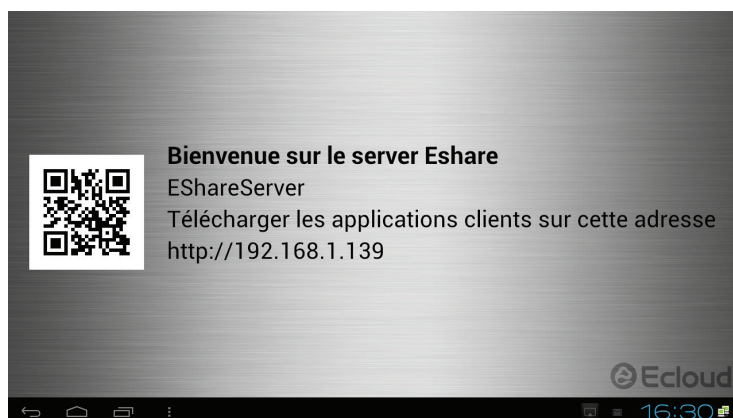 Bienvenue sur le server Eshare
EShareServer
Télécharger les applications clients sur cette adresse
http://192.168.1.139
Ecloud
16:30